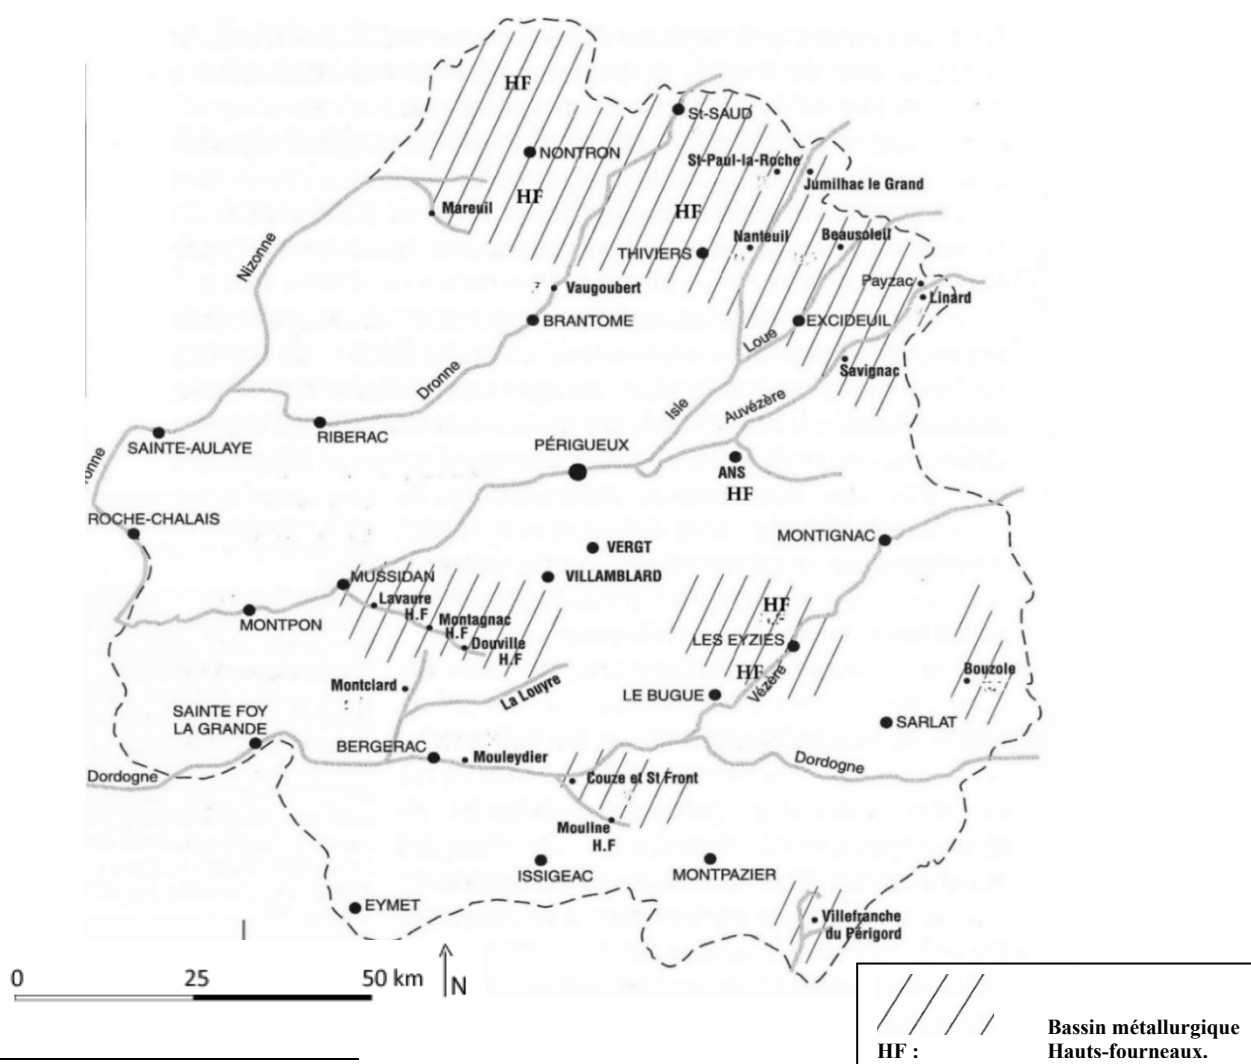 HF
St-SAUD
NONTRON
St-Paul-la-Roche
Jumilhac le Grand
HF
HF
Mareuil
Nizonne
THIVIERS
Nanteuil
Beausoleil
Payzac
Linard
Vaugoubert
BRANTOME
EXCIDEUIL
Loue
Savignac
Dronne
Isle
Auvézère
RIBERAC
SAINTE-AULAYE
PÉRIGUEUX
ANS
HF
onne
ROCHE-CHALAIS
MONTIGNAC
VERGT
VILLAMBLARD
MUSSIDAN
Lavaure
H.F
Montagnac
H.F
Douville
H.F
MONTPON
HF
LES EYZIES
HF
Vézère
Bouzole
Montclard
La Louyre
LE BUGUE
SARLAT
SAINTE FOY
LA GRANDE
BERGERAC
Mouleydier
Dordogne
Dordogne
Couze et St Front
Mouline
H.F
ISSIGEAC
MONTPAZIER
EYMET
Villefranche
du Périgord
0 25 50 km
N
Bassin métallurgique
HF : Hauts-fourneaux.